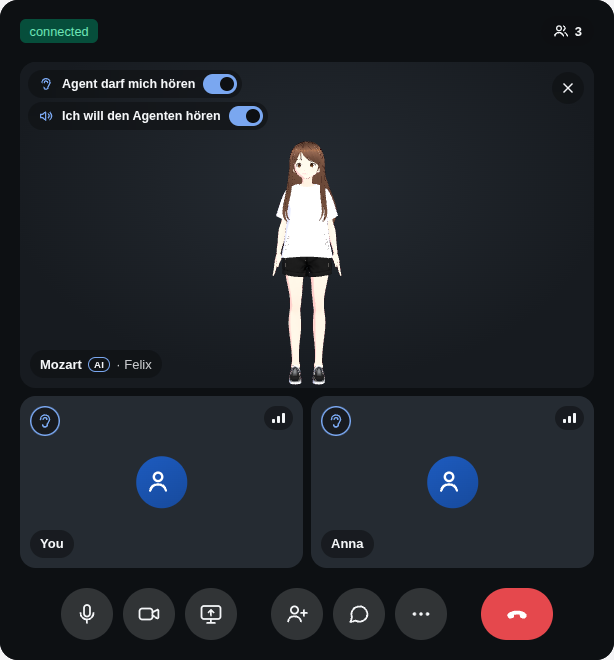 connected
3
Agent darf mich hören
Ich will den Agenten hören
Mozart AI · Felix
You
Anna